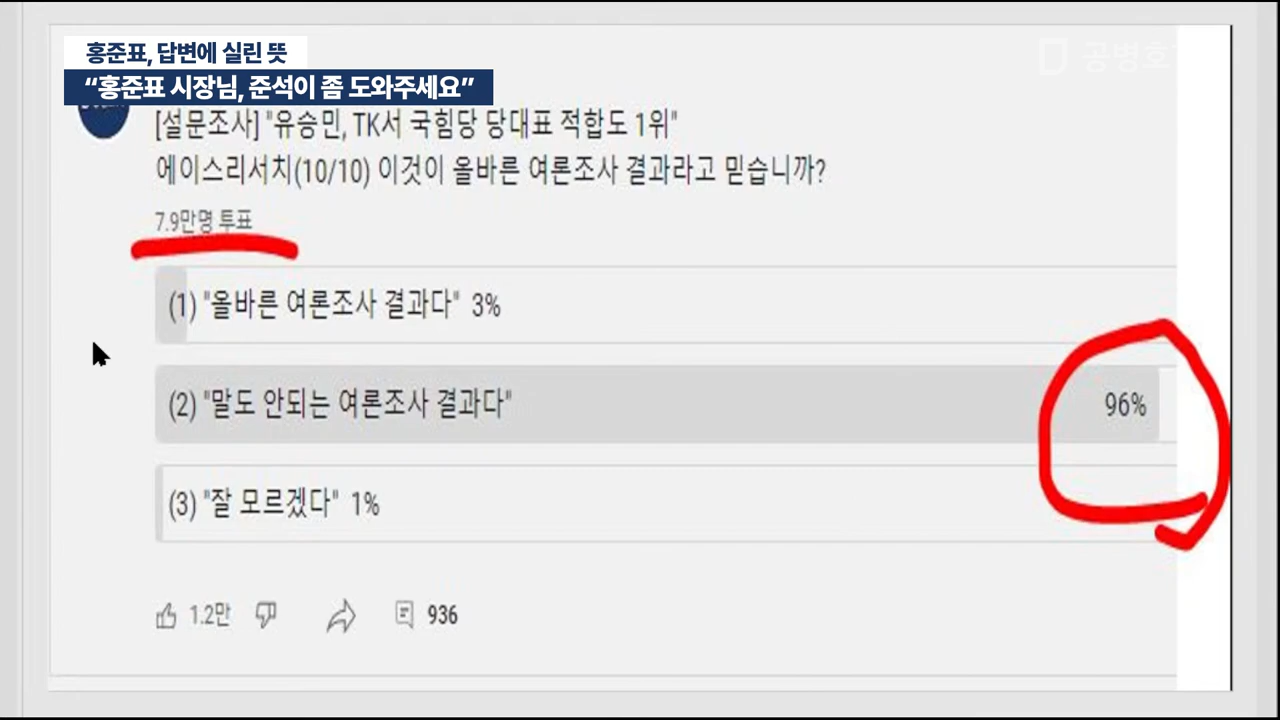 홍준표, 답변에 실린 뜻
“홍준표 시장님, 준석이 좀 도와주세요”
공병호
[설문조사] "유승민, TK서 국힘당 당대표 적합도 1위"
에이스리서치(10/10) 이것이 올바른 여론조사 결과라고 믿습니까?
7.9만명 투표
(1) "올바른 여론조사 결과다" 3%
(2) "말도 안되는 여론조사 결과다" 96%
(3) "잘 모르겠다" 1%
1.2만 936